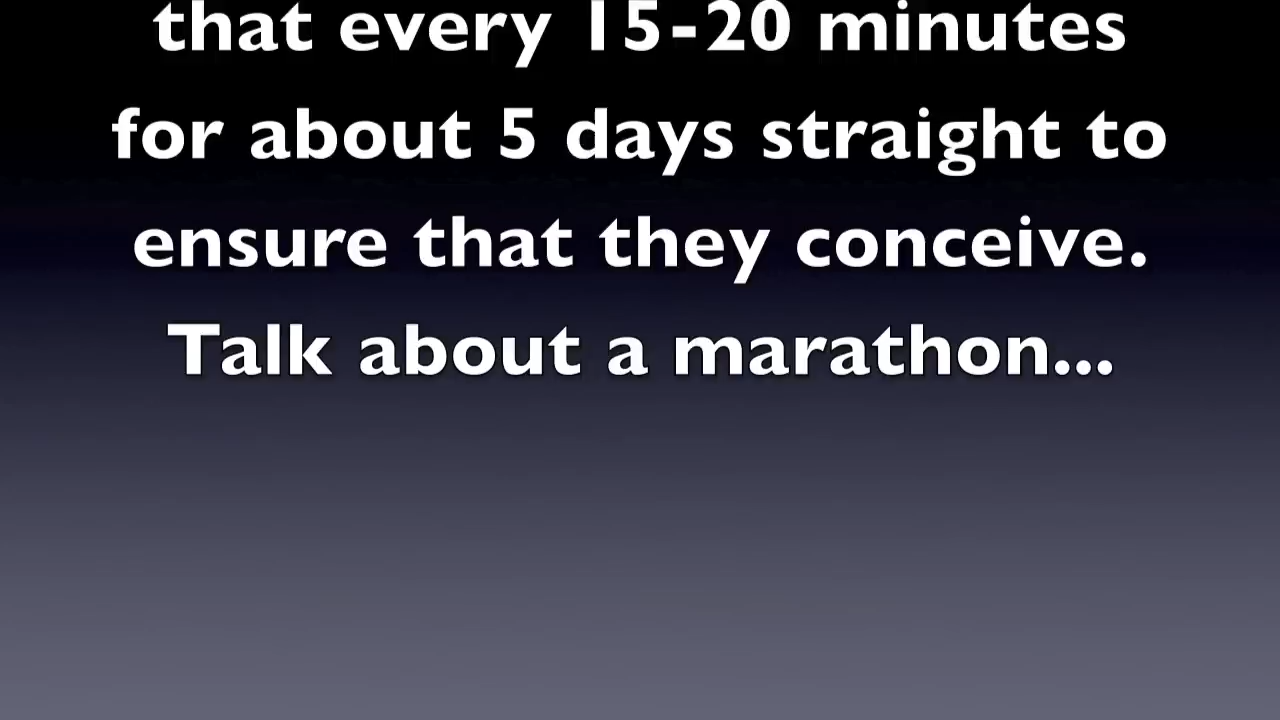 that every 15-20 minutes
for about 5 days straight to
ensure that they conceive.
Talk about a marathon...